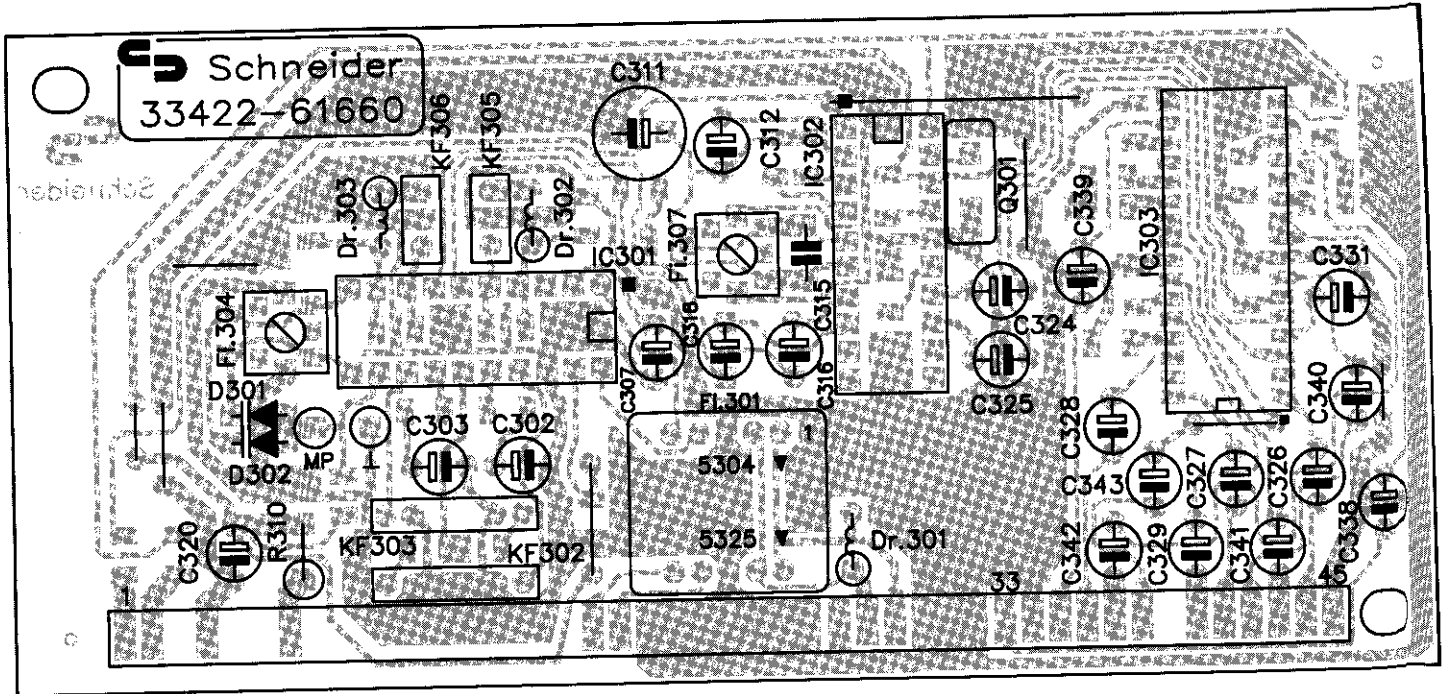 Schneider
33422-61660
Schneider
KF306
KF305
C311
C312
IC302
Q301
C339
IC303
C331
Dr.303
Dr.302
IC301
Fl.307
C315
C318
C307
C316
C324
C325
Fl.304
D301
D302
MP
C303
C302
Fl.301
1
5304
5325
C328
C340
C343
C327
C326
C338
C320
R310
KF303
KF302
Dr.301
C342
C329
C341
1
33
45